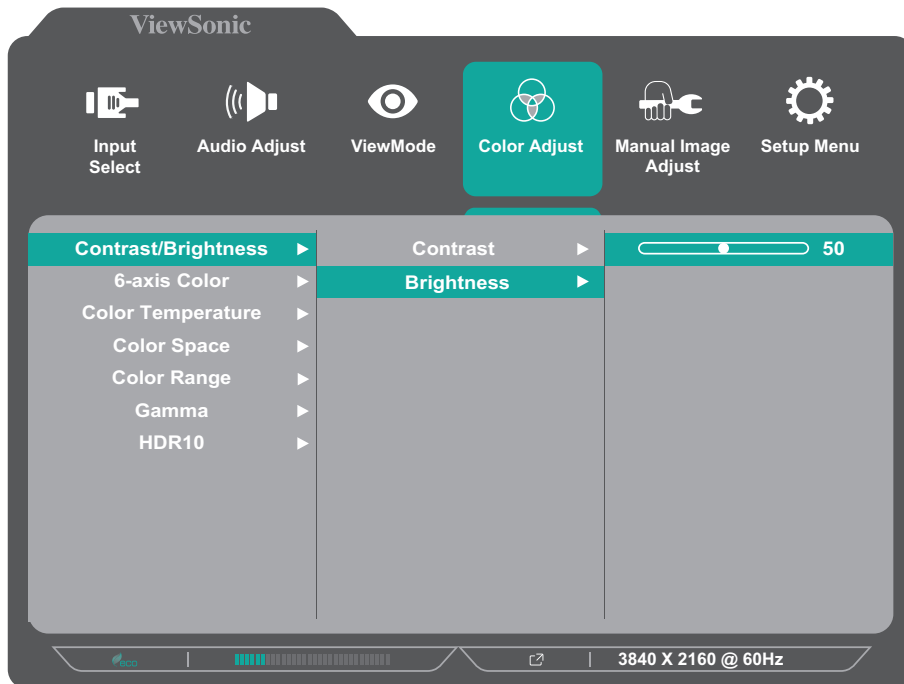 ViewSonic
Input
Select
Audio Adjust
ViewMode
Color Adjust
Manual Image
Adjust
Setup Menu
Contrast/Brightness
6-axis Color
Color Temperature
Color Space
Color Range
Gamma
HDR10
Contrast
Brightness
50
eco
3840 X 2160 @ 60Hz